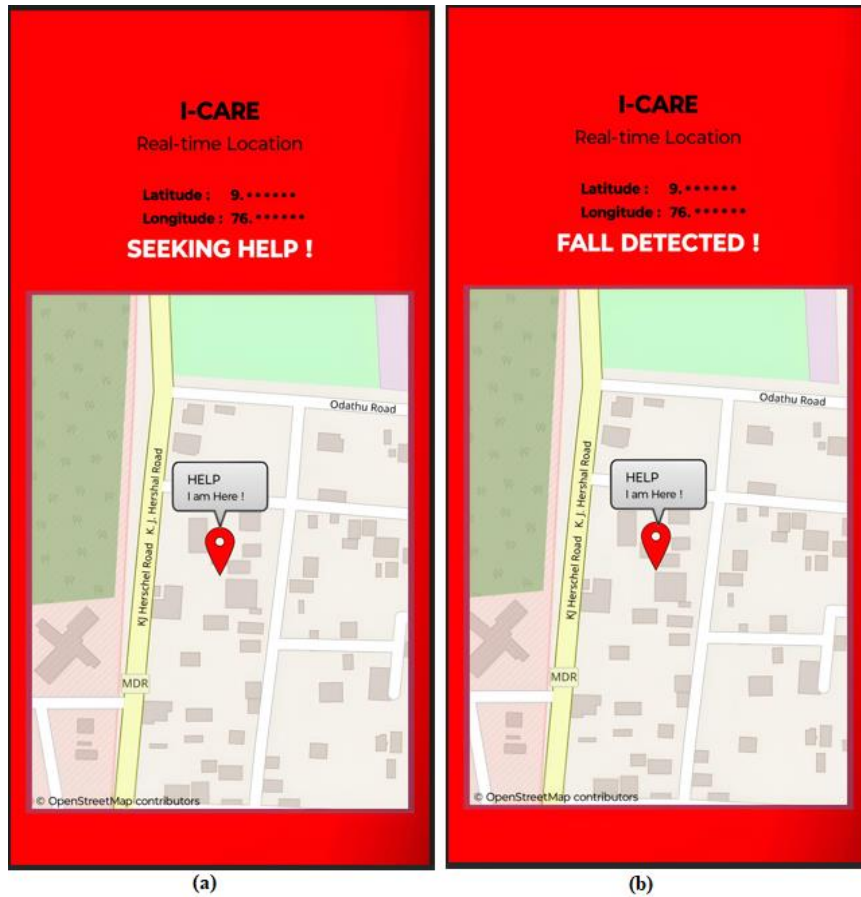 I-CARE
Real-time Location
Latitude : 9.••••••
Longitude : 76.••••••
SEEKING HELP !
Odathu Road
K. J. Hershal Road
HELP
I am Here !
KJ Herschel Road
MDR
© OpenStreetMap contributors
(a)
I-CARE
Real-time Location
Latitude : 9.••••••
Longitude : 76.••••••
FALL DETECTED !
Odathu Road
K. J. Hershal Road
HELP
I am Here !
KJ Herschel Road
MDR
© OpenStreetMap contributors
(b)